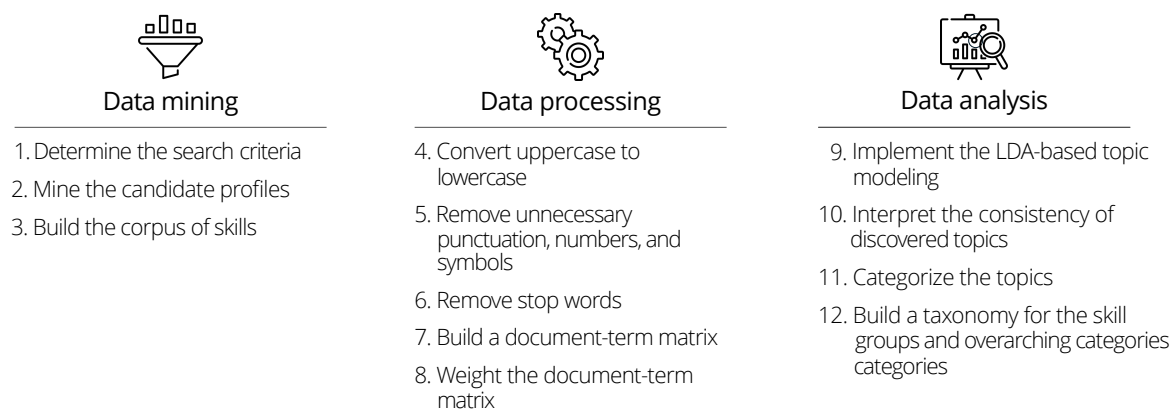 Data mining
1. Determine the search criteria
2. Mine the candidate profiles
3. Build the corpus of skills
Data processing
4. Convert uppercase to
lowercase
5. Remove unnecessary
punctuation, numbers, and
symbols
6. Remove stop words
7. Build a document-term matrix
8. Weight the document-term
matrix
Data analysis
9. Implement the LDA-based topic
modeling
10. Interpret the consistency of
discovered topics
11. Categorize the topics
12. Build a taxonomy for the skill
groups and overarching categories
categories